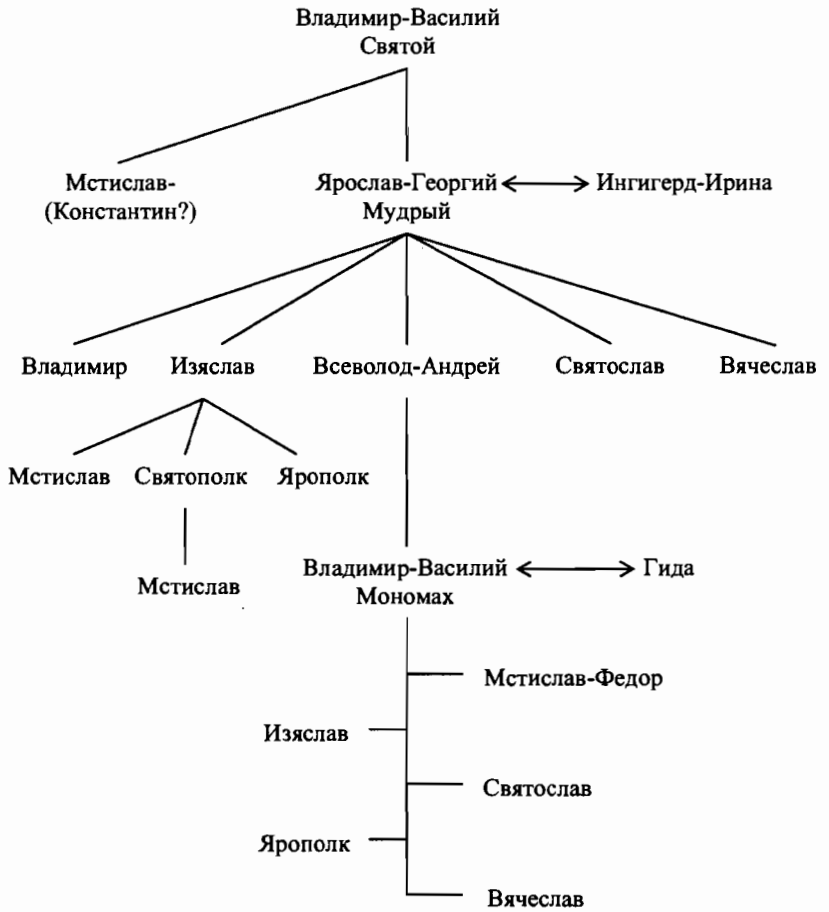 Владимир-Василий
Святой
Мстислав-
(Константин?)
Ярослав-Георгий
Мудрый
Ингигерд-Ирина
Владимир Изяслав Всеволод-Андрей Святослав Вячеслав
Мстислав Святополк Ярополк
Мстислав
Владимир-Василий
Мономах
Гида
Мстислав-Федор
Изяслав
Святослав
Ярополк
Вячеслав